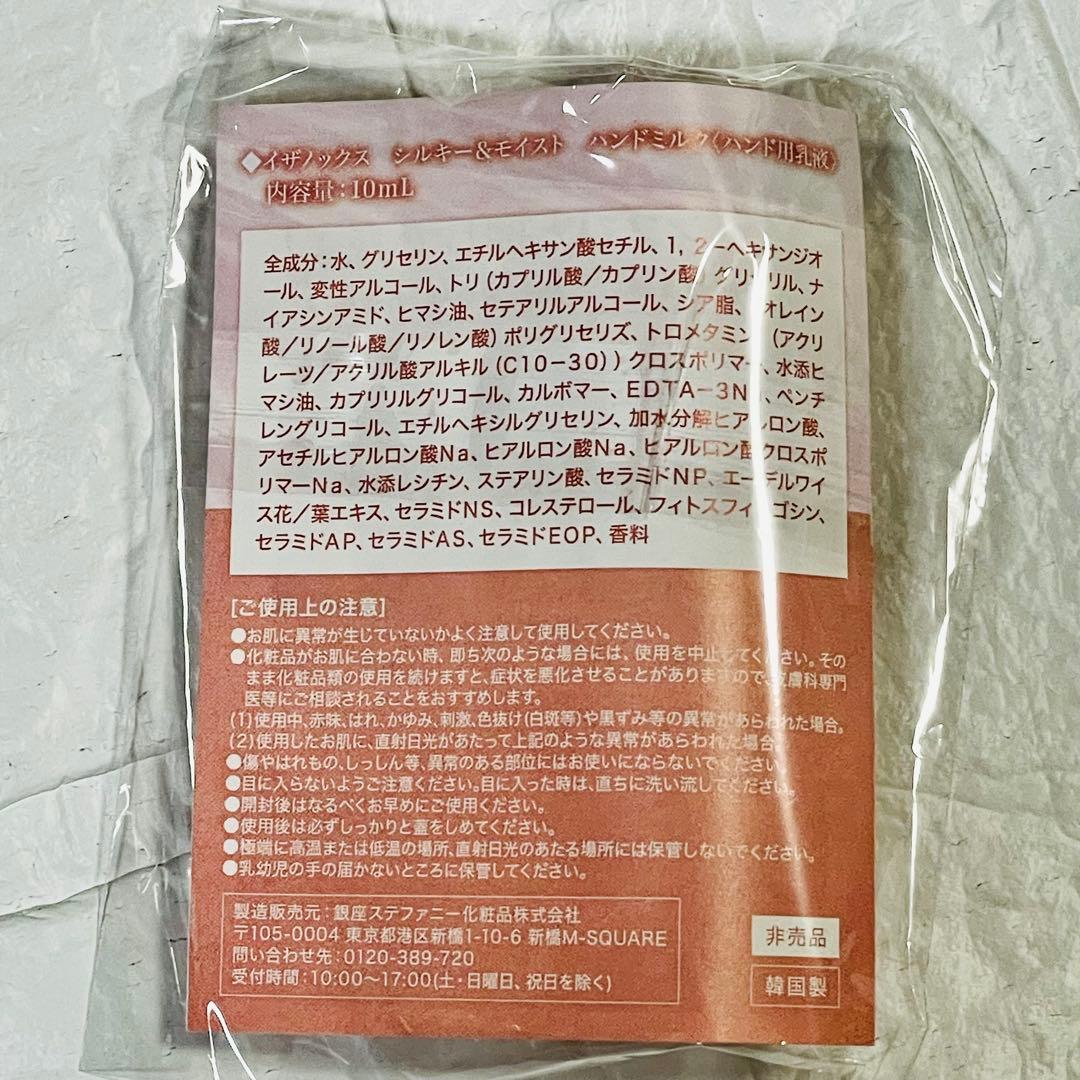 ◆イザノックス シルキー&モイスト ハンドミルク〈ハンド用乳液〉
内容量:10mL
全成分:水、グリセリン、エチルヘキサン酸セチル、1,2-ヘキサンジオ
ール、変性アルコール、トリ(カプリル酸/カプリン酸)グリセリル、ナ
イアシンアミド、ヒマシ油、セテアリルアルコール、シア脂、オレイン
酸/リノール酸/リノレン酸)ポリグリセリズ、トロメタミン、(アクリ
レーツ/アクリル酸アルキル(C10-30))クロスポリマー、水添ヒ
マシ油、カプリリルグリコール、カルボマー、EDTA-3N、ペンチ
レングリコール、エチルヘキシルグリセリン、加水分解ヒアルロン酸、
アセチルヒアルロン酸Na、ヒアルロン酸Na、ヒアルロン酸クロスポ
リマーNa、水添レシチン、ステアリン酸、セラミドNP、エーデルワイ
ス花/葉エキス、セラミドNS、コレステロール、フィトスフィンゴシン、
セラミドAP、セラミドAS、セラミドEOP、香料
[ご使用上の注意]
●お肌に異常が生じていないかよく注意して使用してください。
●化粧品がお肌に合わない時、即ち次のような場合には、使用を中止してください。その
まま化粧品類の使用を続けますと、症状を悪化させることがありますので、皮膚科専門
医等にご相談されることをおすすめします。
(1)使用中、赤味、はれ、かゆみ、刺激、色抜け(白斑等)や黒ずみ等の異常があらわれた場合。
(2)使用したお肌に、直射日光があたって上記のような異常があらわれた場合。
●傷やはれもの、しっしん等、異常のある部位にはお使いにならないでください。
●目に入らないようご注意ください。目に入った時は、直ちに洗い流してください。
●開封後はなるべくお早めにご使用ください。
●使用後は必ずしっかりと蓋をしめてください。
●極端に高温または低温の場所、直射日光のあたる場所には保管しないでください。
●乳幼児の手の届かないところに保管してください。
製造販売元:銀座ステファニー化粧品株式会社
〒105-0004 東京都港区新橋1-10-6 新橋M-SQUARE
問い合わせ先:0120-389-720
受付時間:10:00~17:00(土・日曜日、祝日を除く)
非売品
韓国製